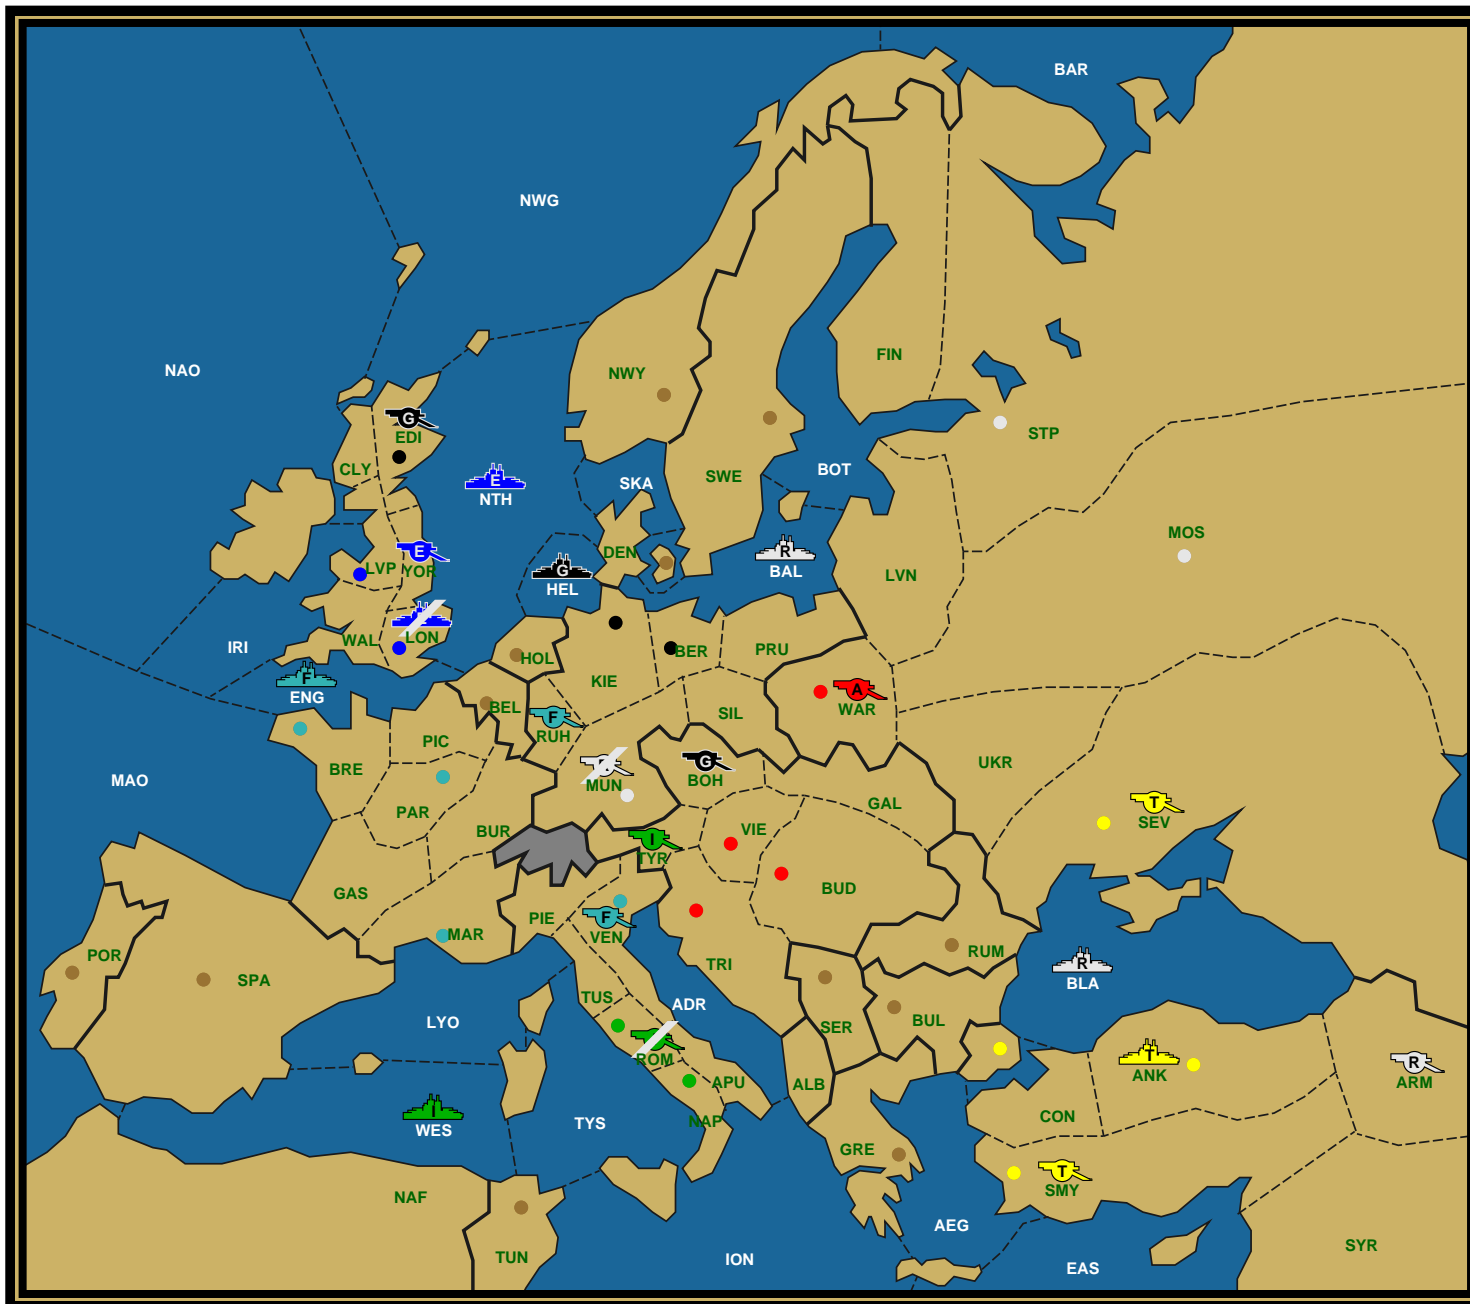 BAR
NWG
NAO
FIN
NWY
G
EDI
STP
CLY
E
NTH
SKA
BOT
SWE
MOS
E
LVP
YOR
G
HEL
DEN
R
BAL
LVN
IRI
WAL
LON
F
ENG
HOL
KIE
BER
PRU
BEL
F
RUH
SIL
A
WAR
PIC
BRE
MUN
G
BOH
UKR
MAO
PAR
BUR
GAL
T
SEV
VIE
I
TYR
BUD
GAS
PIE
F
VEN
MAR
POR
SPA
TRI
RUM
R
BLA
TUS
ADR
LYO
SER
BUL
ROM
T
ANK
R
ARM
APU
ALB
I
WES
TYS
NAP
CON
GRE
T
SMY
NAF
AEG
TUN
ION
EAS
SYR